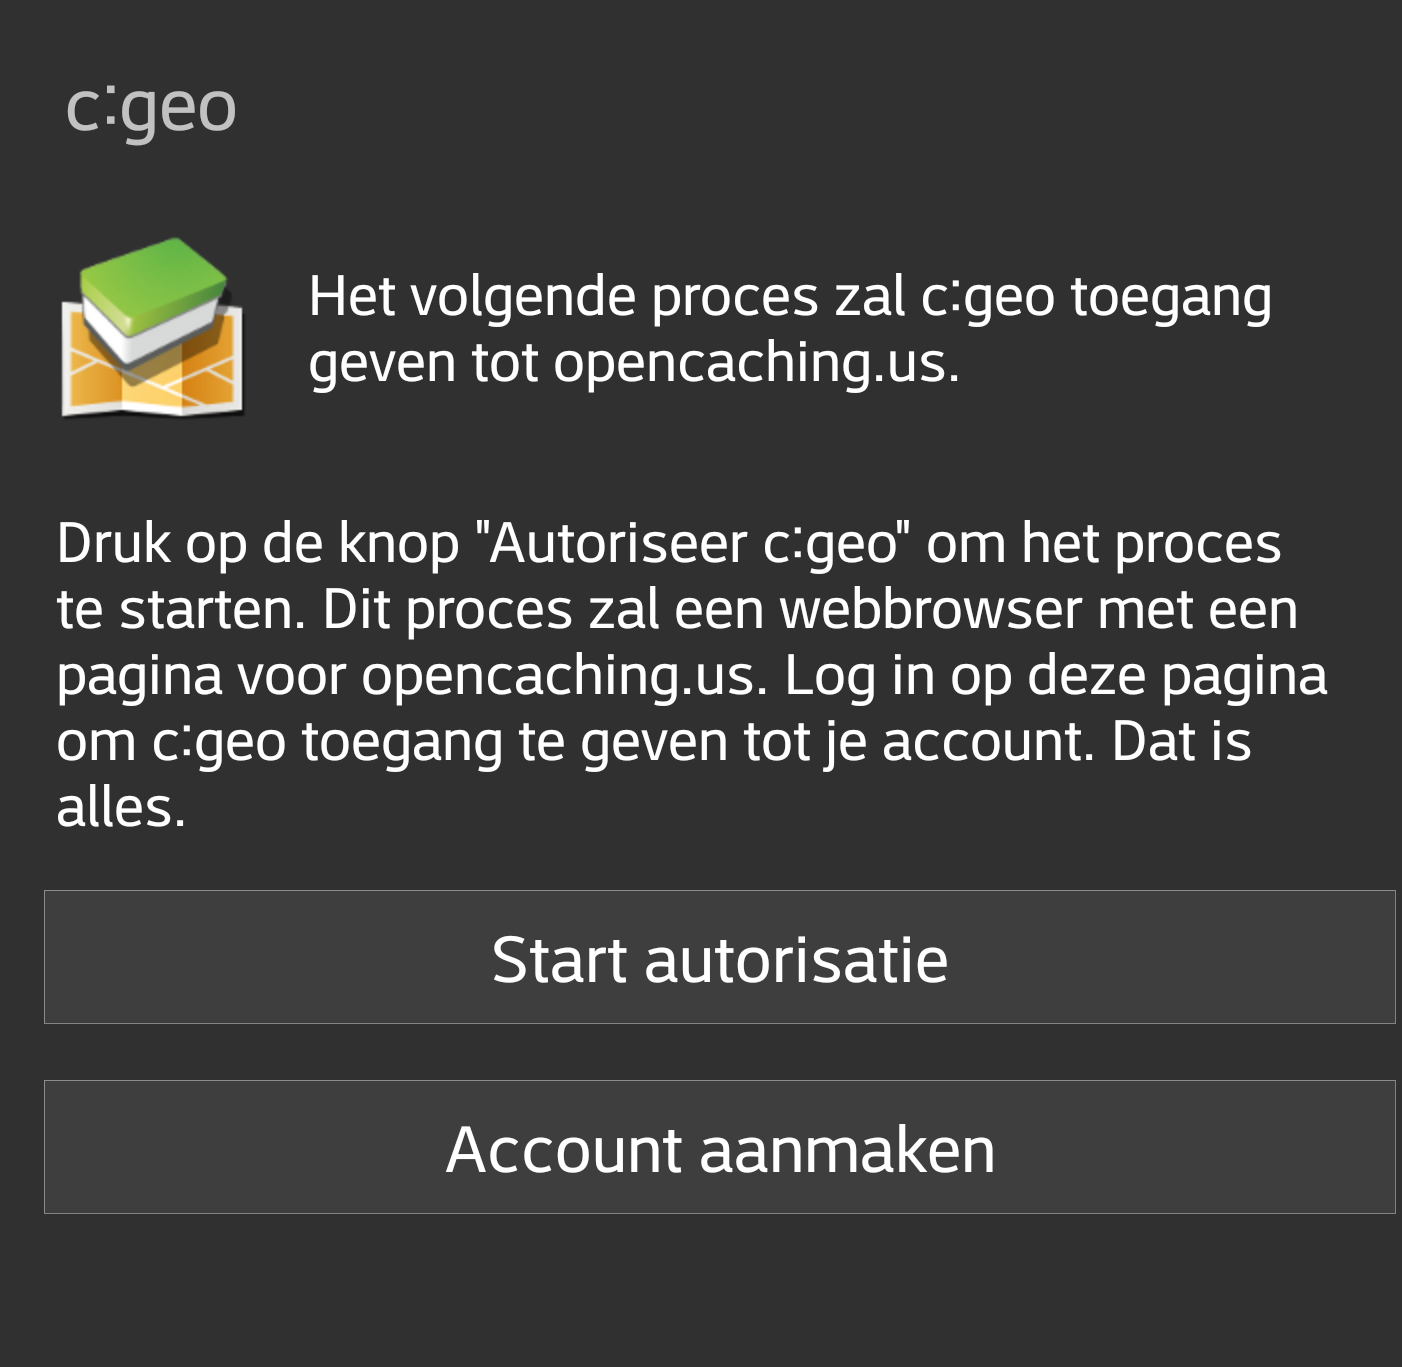 c:geo
Het volgende proces zal c:geo toegang
geven tot opencaching.us.
Druk op de knop "Autoriseer c:geo" om het proces
te starten. Dit proces zal een webbrowser met een
pagina voor opencaching.us. Log in op deze pagina
om c:geo toegang te geven tot je account. Dat is
alles.
Start autorisatie
Account aanmaken